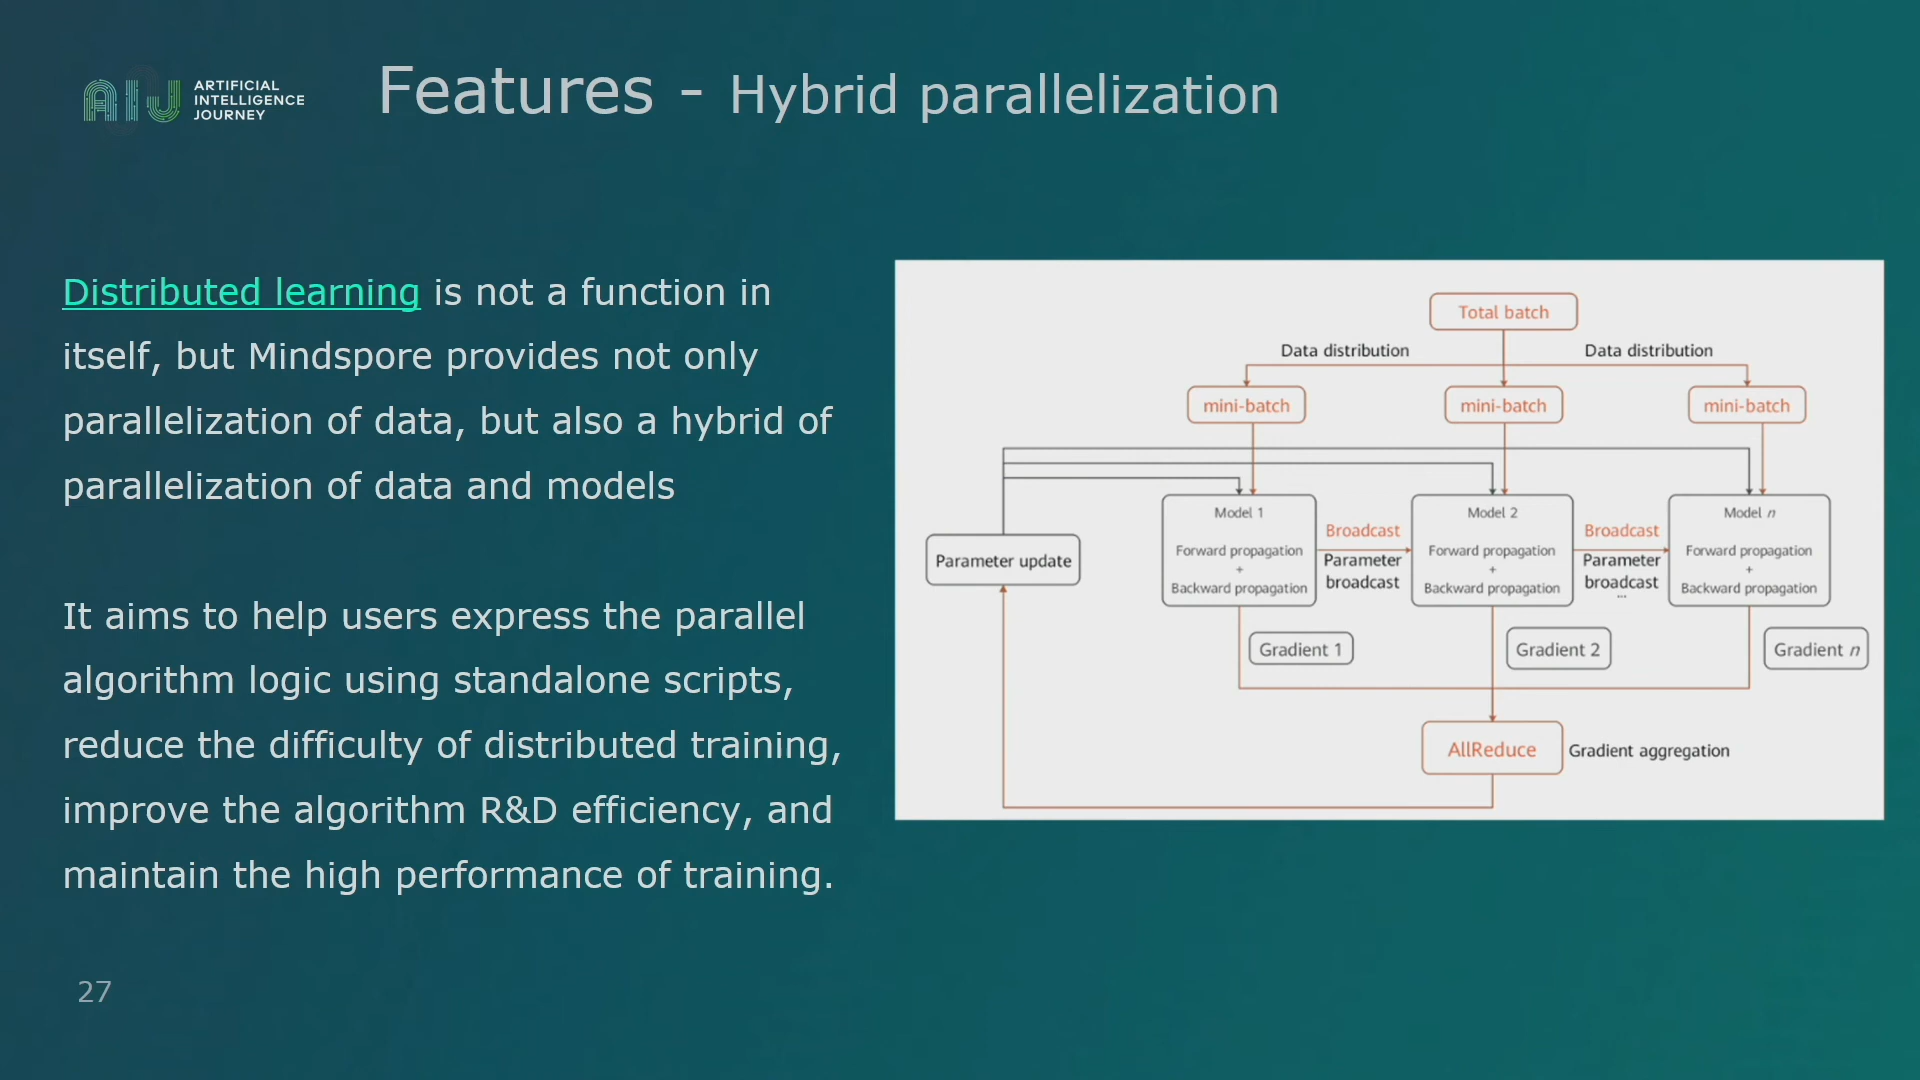 ARTIFICIAL
INTELLIGENCE
JOURNEY
Features - Hybrid parallelization
Distributed learning is not a function in
itself, but Mindspore provides not only
parallelization of data, but also a hybrid of
parallelization of data and models
It aims to help users express the parallel
algorithm logic using standalone scripts,
reduce the difficulty of distributed training,
improve the algorithm R&D efficiency, and
maintain the high performance of training.
Total batch
Data distribution
Data distribution
mini-batch
mini-batch
mini-batch
Parameter update
Model 1
Forward propagation
+
Backward propagation
Broadcast
Parameter
broadcast
Model 2
Forward propagation
+
Backward propagation
Broadcast
Parameter
broadcast
...
Model n
Forward propagation
+
Backward propagation
Gradient 1
Gradient 2
Gradient n
AllReduce
Gradient aggregation
27